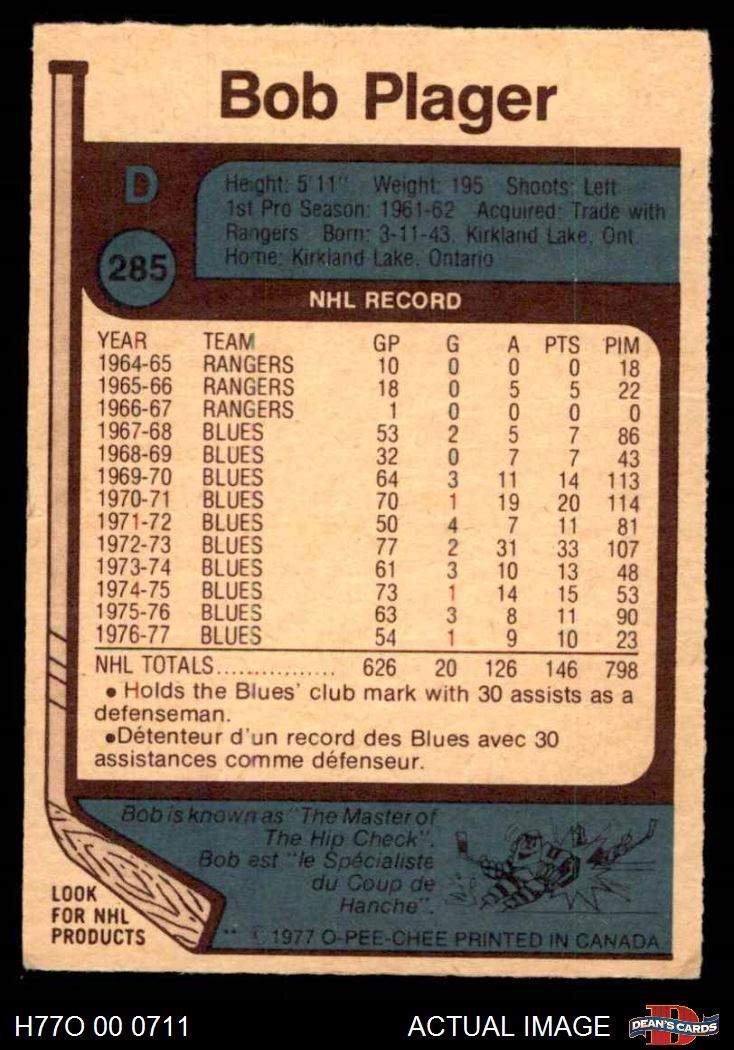 Bob Plager
D
285
Height: 5'11" Weight: 195 Shoots: Left
1st Pro Season: 1961-62 Acquired: Trade with
Rangers Born: 3-11-43, Kirkland Lake, Ont.
Home: Kirkland Lake, Ontario
NHL RECORD
YEAR TEAM GP G A PTS PIM
1964-65 RANGERS 10 0 0 0 18
1965-66 RANGERS 18 0 5 5 22
1966-67 RANGERS 1 0 0 0 0
1967-68 BLUES 53 2 5 7 86
1968-69 BLUES 32 0 7 7 43
1969-70 BLUES 64 3 11 14 113
1970-71 BLUES 70 1 19 20 114
1971-72 BLUES 50 4 7 11 81
1972-73 BLUES 77 2 31 33 107
1973-74 BLUES 61 3 10 13 48
1974-75 BLUES 73 1 14 15 53
1975-76 BLUES 63 3 8 11 90
1976-77 BLUES 54 1 9 10 23
NHL TOTALS................ 626 20 126 146 798
• Holds the Blues' club mark with 30 assists as a
defenseman.
•Détenteur d'un record des Blues avec 30
assistances comme défenseur.
Bob is known as "The Master of
The Hip Check".
Bob est "le Spécialiste
du Coup de
Hanche".
LOOK
FOR NHL
PRODUCTS
** © 1977 O-PEE-CHEE PRINTED IN CANADA
H77O 00 0711
ACTUAL IMAGE
D
DEAN'S CARDS